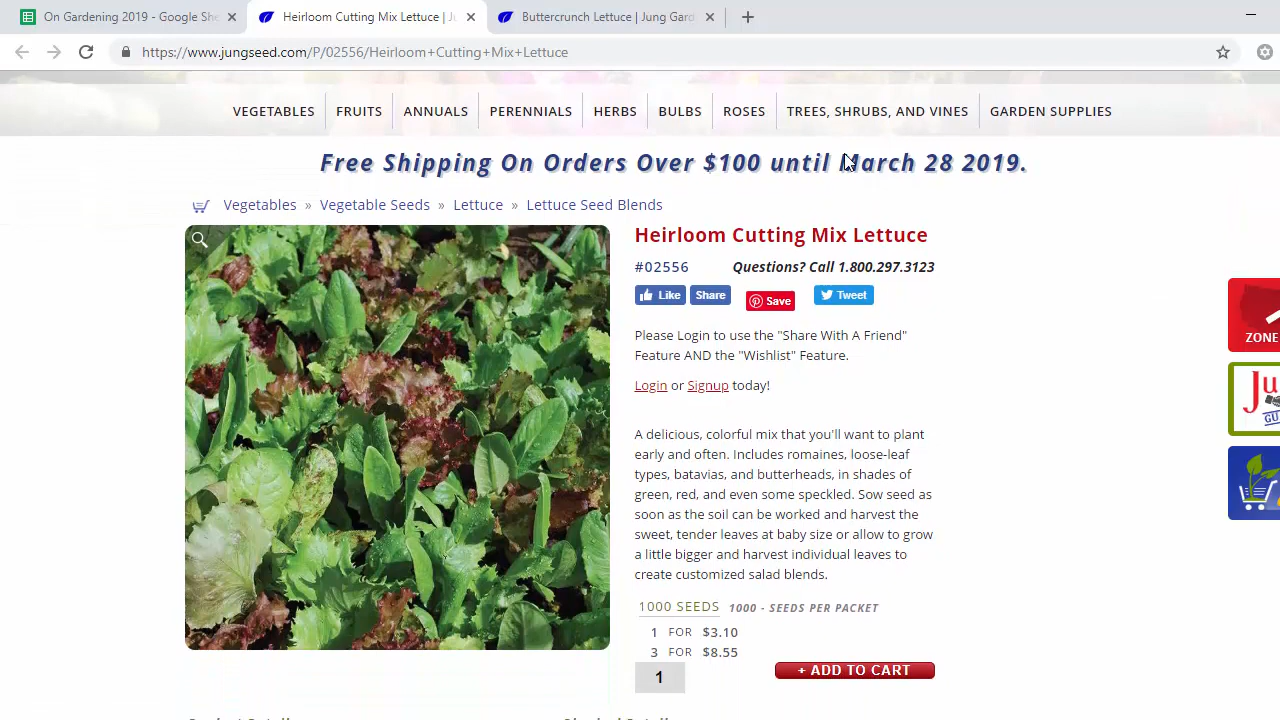 On Gardening 2019 - Google She
Heirloom Cutting Mix Lettuce | Ju
Buttercrunch Lettuce | Jung Gard
https://www.jungseed.com/P/02556/Heirloom+Cutting+Mix+Lettuce
VEGETABLES FRUITS ANNUALS PERENNIALS HERBS BULBS ROSES TREES, SHRUBS, AND VINES GARDEN SUPPLIES
Free Shipping On Orders Over $100 until March 28 2019.
Vegetables » Vegetable Seeds » Lettuce » Lettuce Seed Blends
Heirloom Cutting Mix Lettuce
#02556 Questions? Call 1.800.297.3123
Like Share Save Tweet
Please Login to use the "Share With A Friend"
Feature AND the "Wishlist" Feature.
Login or Signup today!
A delicious, colorful mix that you'll want to plant
early and often. Includes romaines, loose-leaf
types, batavias, and butterheads, in shades of
green, red, and even some speckled. Sow seed as
soon as the soil can be worked and harvest the
sweet, tender leaves at baby size or allow to grow
a little bigger and harvest individual leaves to
create customized salad blends.
1000 SEEDS 1000 - SEEDS PER PACKET
1 FOR $3.10
3 FOR $8.55
1
+ ADD TO CART
ZONE
Ju
GU